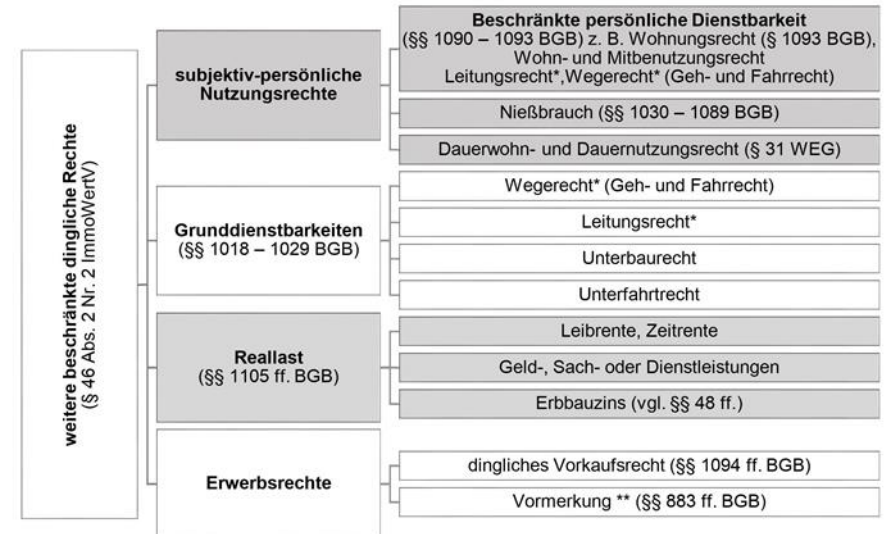 weitere beschränkte dingliche Rechte
(§ 46 Abs. 2 Nr. 2 ImmoWertV)
subjektiv-persönliche
Nutzungsrechte
Beschränkte persönliche Dienstbarkeit
(§§ 1090 – 1093 BGB) z. B. Wohnungsrecht (§ 1093 BGB),
Wohn- und Mitbenutzungsrecht
Leitungsrecht*,Wegerecht* (Geh- und Fahrrecht)
Nießbrauch (§§ 1030 – 1089 BGB)
Dauerwohn- und Dauernutzungsrecht (§ 31 WEG)
Grunddienstbarkeiten
(§§ 1018 – 1029 BGB)
Wegerecht* (Geh- und Fahrrecht)
Leitungsrecht*
Unterbaurecht
Unterfahrtrecht
Reallast
(§§ 1105 ff. BGB)
Leibrente, Zeitrente
Geld-, Sach- oder Dienstleistungen
Erbbauzins (vgl. §§ 48 ff.)
Erwerbsrechte
dingliches Vorkaufsrecht (§§ 1094 ff. BGB)
Vormerkung ** (§§ 883 ff. BGB)